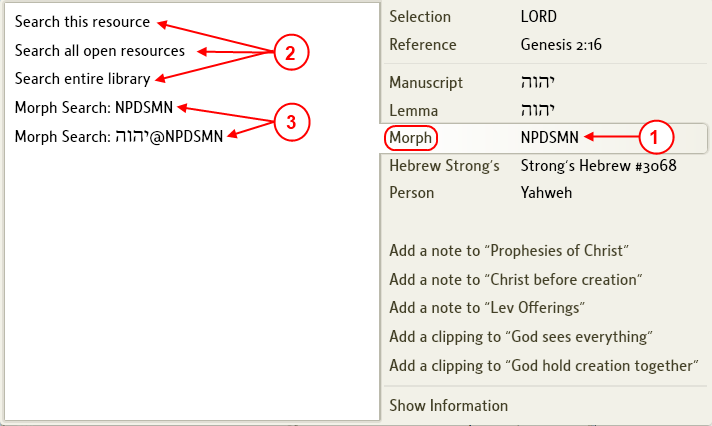 Search this resource
Search all open resources
Search entire library
Morph Search: NPDSMN
Morph Search: יהוה@NPDSMN
2
3
Selection LORD
Reference Genesis 2:16
Manuscript יהוה
Lemma יהוה
Morph NPDSMN
1
Hebrew Strong's Strong's Hebrew #3068
Person Yahweh
Add a note to "Prophesies of Christ"
Add a note to "Christ before creation"
Add a note to "Lev Offerings"
Add a clipping to "God sees everything"
Add a clipping to "God hold creation together"
Show Information